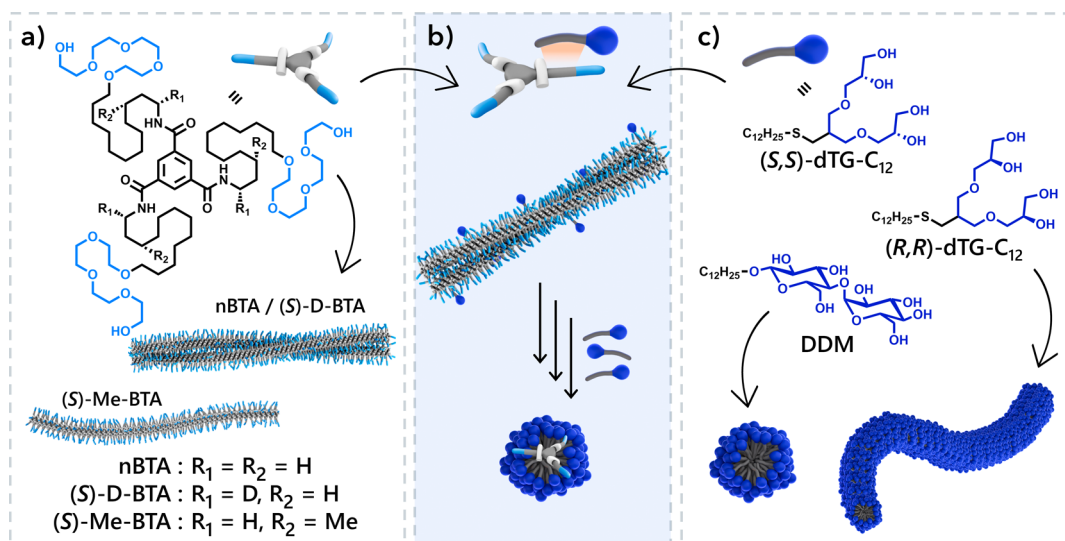 a)
OH
O
O
O
O
O
R₁
R₂
HN
O
O
N
H
R₂
R₁
O
O
O
O
OH
O
R₁
NH
O
R₂
O
O
O
O
O
HO
nBTA / (S)-D-BTA
(S)-Me-BTA
nBTA : R₁ = R₂ = H
(S)-D-BTA : R₁ = D, R₂ = H
(S)-Me-BTA : R₁ = H, R₂ = Me
b)
c)
OH
OH
O
OH
C₁₂H₂₅ S
O
OH
(S,S)-dTG-C₁₂
OH
OH
O
OH
C₁₂H₂₅ S
O
OH
(R,R)-dTG-C₁₂
C₁₂H₂₅ O
HO
OH
O
OH
O
OH
O
OH
OH
OH
DDM